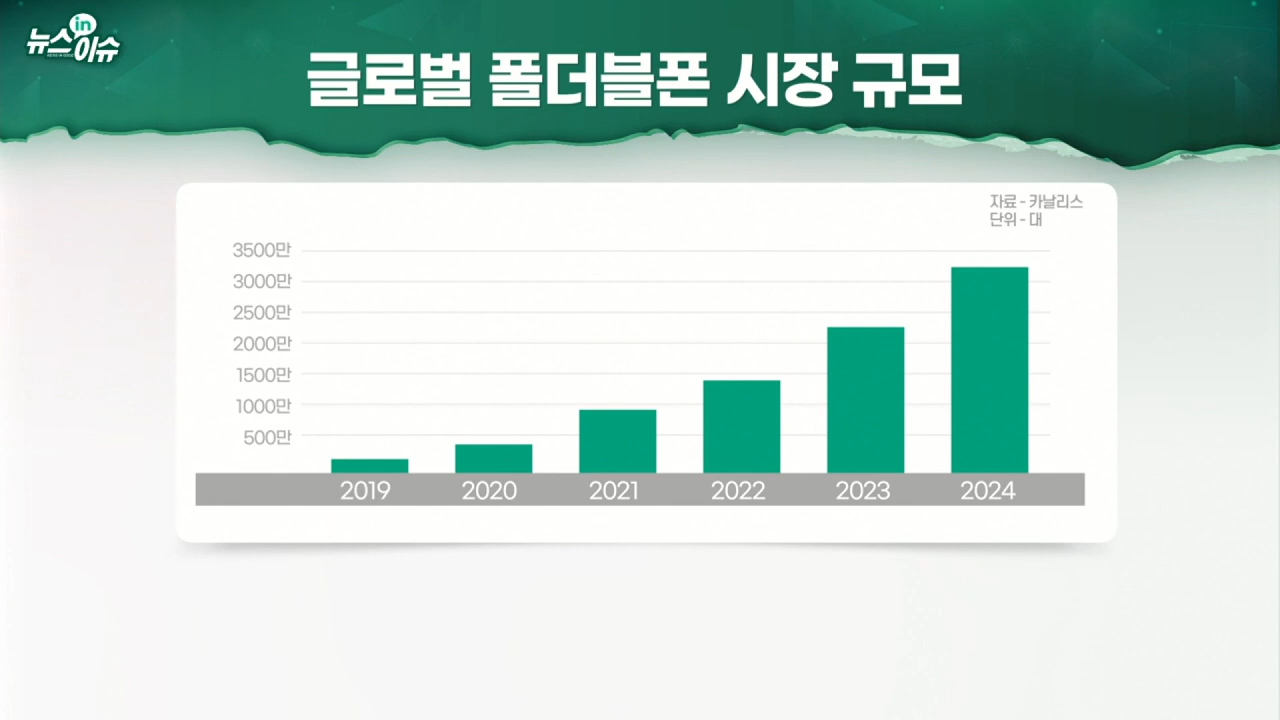 뉴스in이슈
글로벌 폴더블폰 시장 규모
자료 - 카날리스
단위 - 대
3500만
3000만
2500만
2000만
1500만
1000만
500만
2019 2020 2021 2022 2023 2024